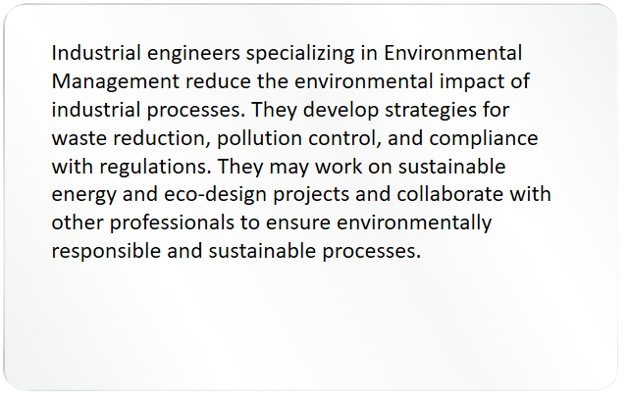 Industrial engineers specializing in Environmental
Management reduce the environmental impact of
industrial processes. They develop strategies for
waste reduction, pollution control, and compliance
with regulations. They may work on sustainable
energy and eco-design projects and collaborate with
other professionals to ensure environmentally
responsible and sustainable processes.